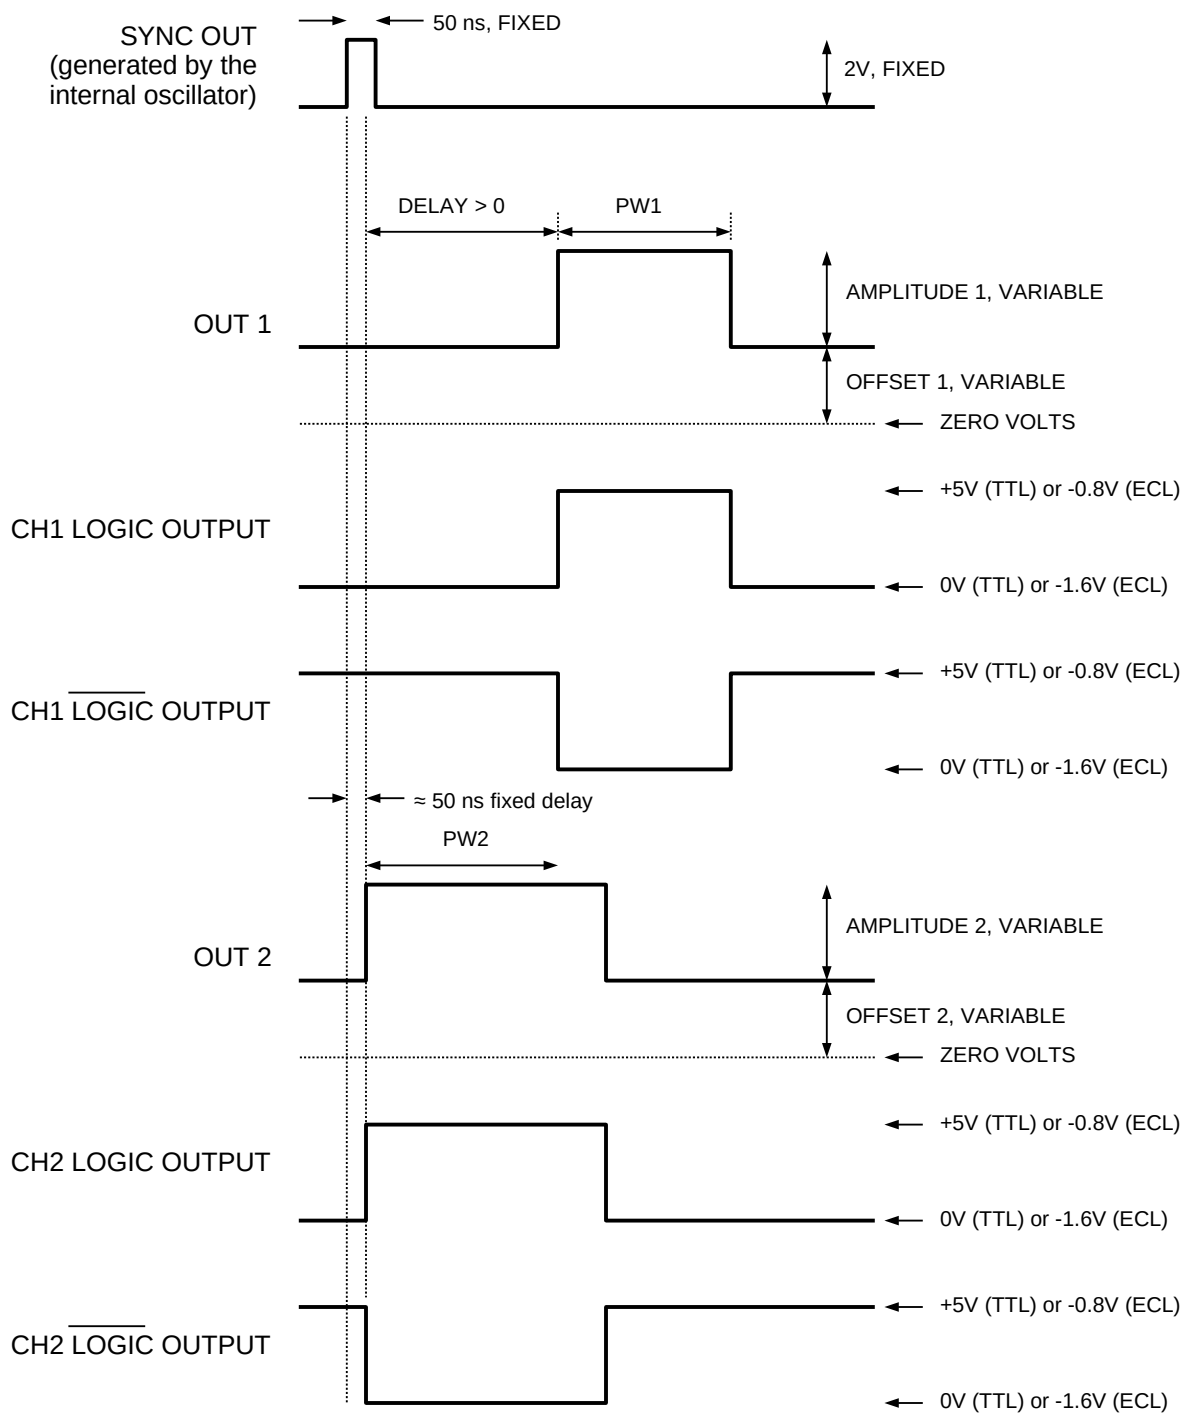 50 ns, FIXED
SYNC OUT
(generated by the
internal oscillator)
2V, FIXED
DELAY > 0
PW1
AMPLITUDE 1, VARIABLE
OUT 1
OFFSET 1, VARIABLE
ZERO VOLTS
+5V (TTL) or -0.8V (ECL)
CH1 LOGIC OUTPUT
0V (TTL) or -1.6V (ECL)
+5V (TTL) or -0.8V (ECL)
CH1 LOGIC OUTPUT
0V (TTL) or -1.6V (ECL)
≈ 50 ns fixed delay
PW2
AMPLITUDE 2, VARIABLE
OUT 2
OFFSET 2, VARIABLE
ZERO VOLTS
+5V (TTL) or -0.8V (ECL)
CH2 LOGIC OUTPUT
0V (TTL) or -1.6V (ECL)
+5V (TTL) or -0.8V (ECL)
CH2 LOGIC OUTPUT
0V (TTL) or -1.6V (ECL)